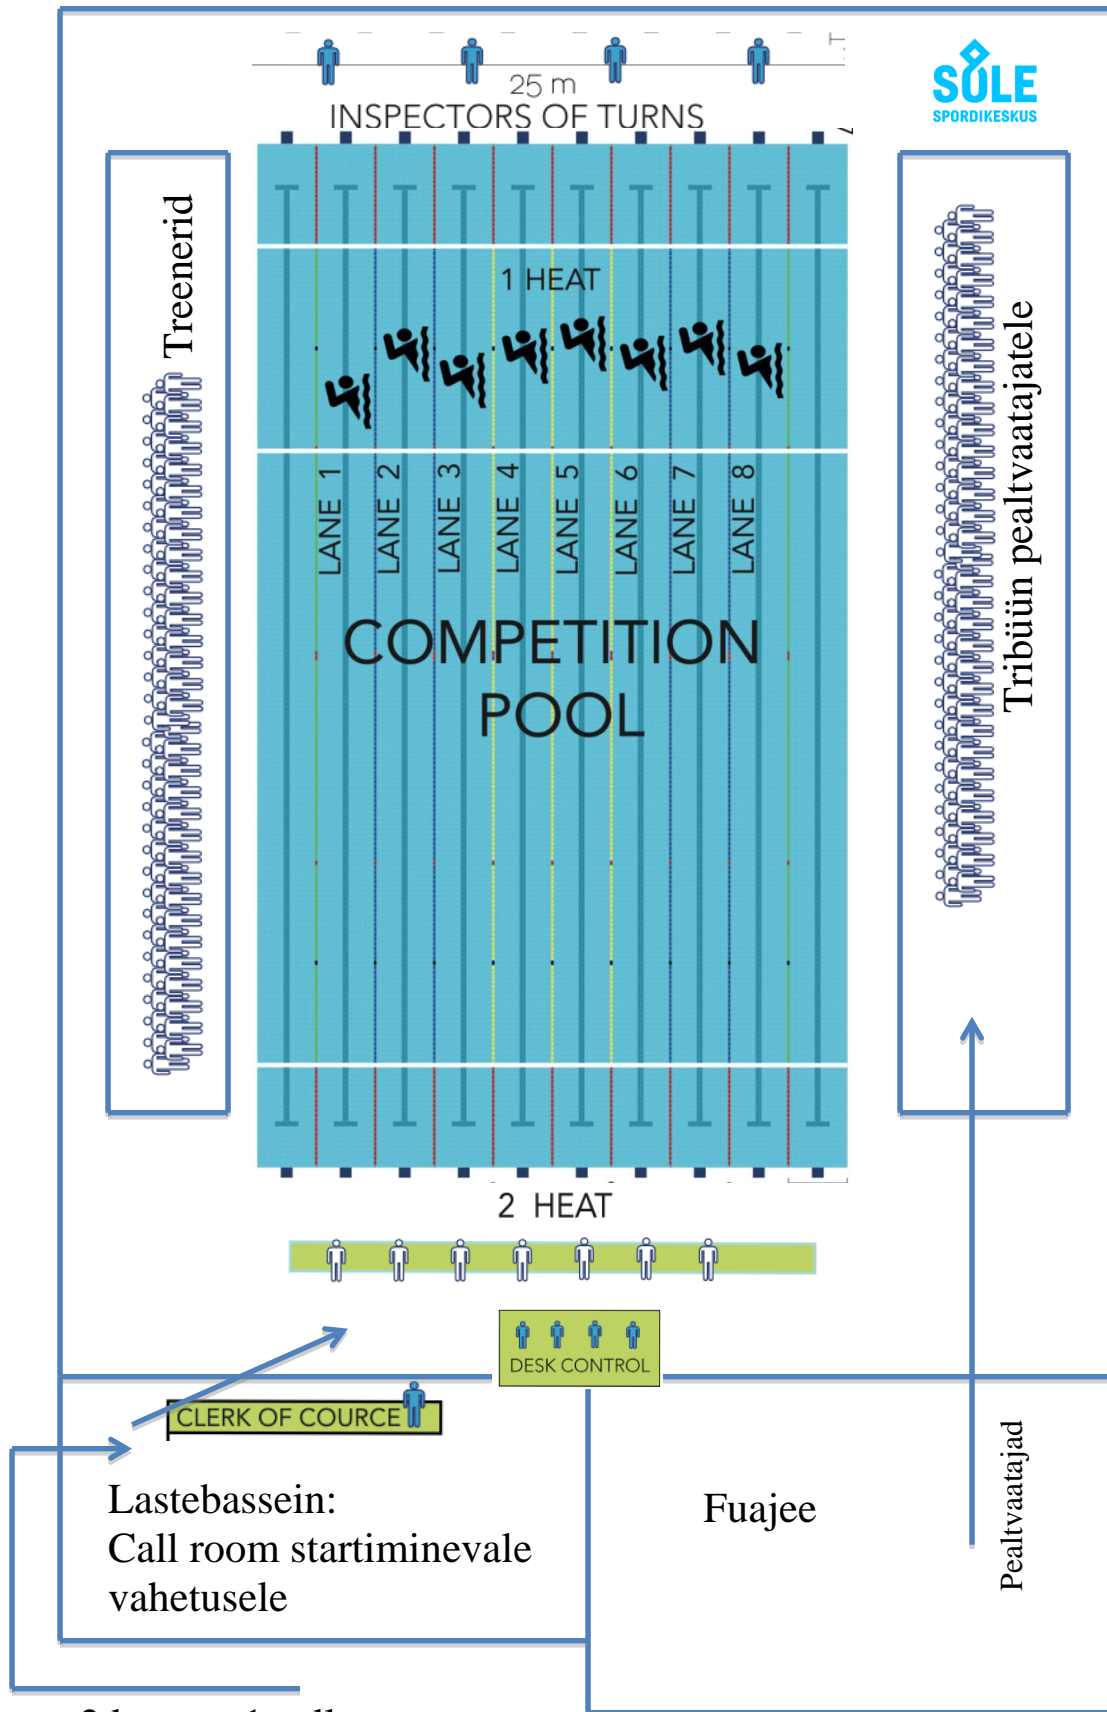 25 m
INSPECTORS OF TURNS
SÕLE
SPORDIKESKUS
Treenerid
1 HEAT
Tribüün pealtvaatajatele
LANE 1
LANE 2
LANE 3
LANE 4
LANE 5
LANE 6
LANE 7
LANE 8
COMPETITION
POOL
2 HEAT
DESK CONTROL
CLERK OF COURCE
Lastebassein:
Call room startiminevale
vahetusele
Fuajee
Pealtvaatajad